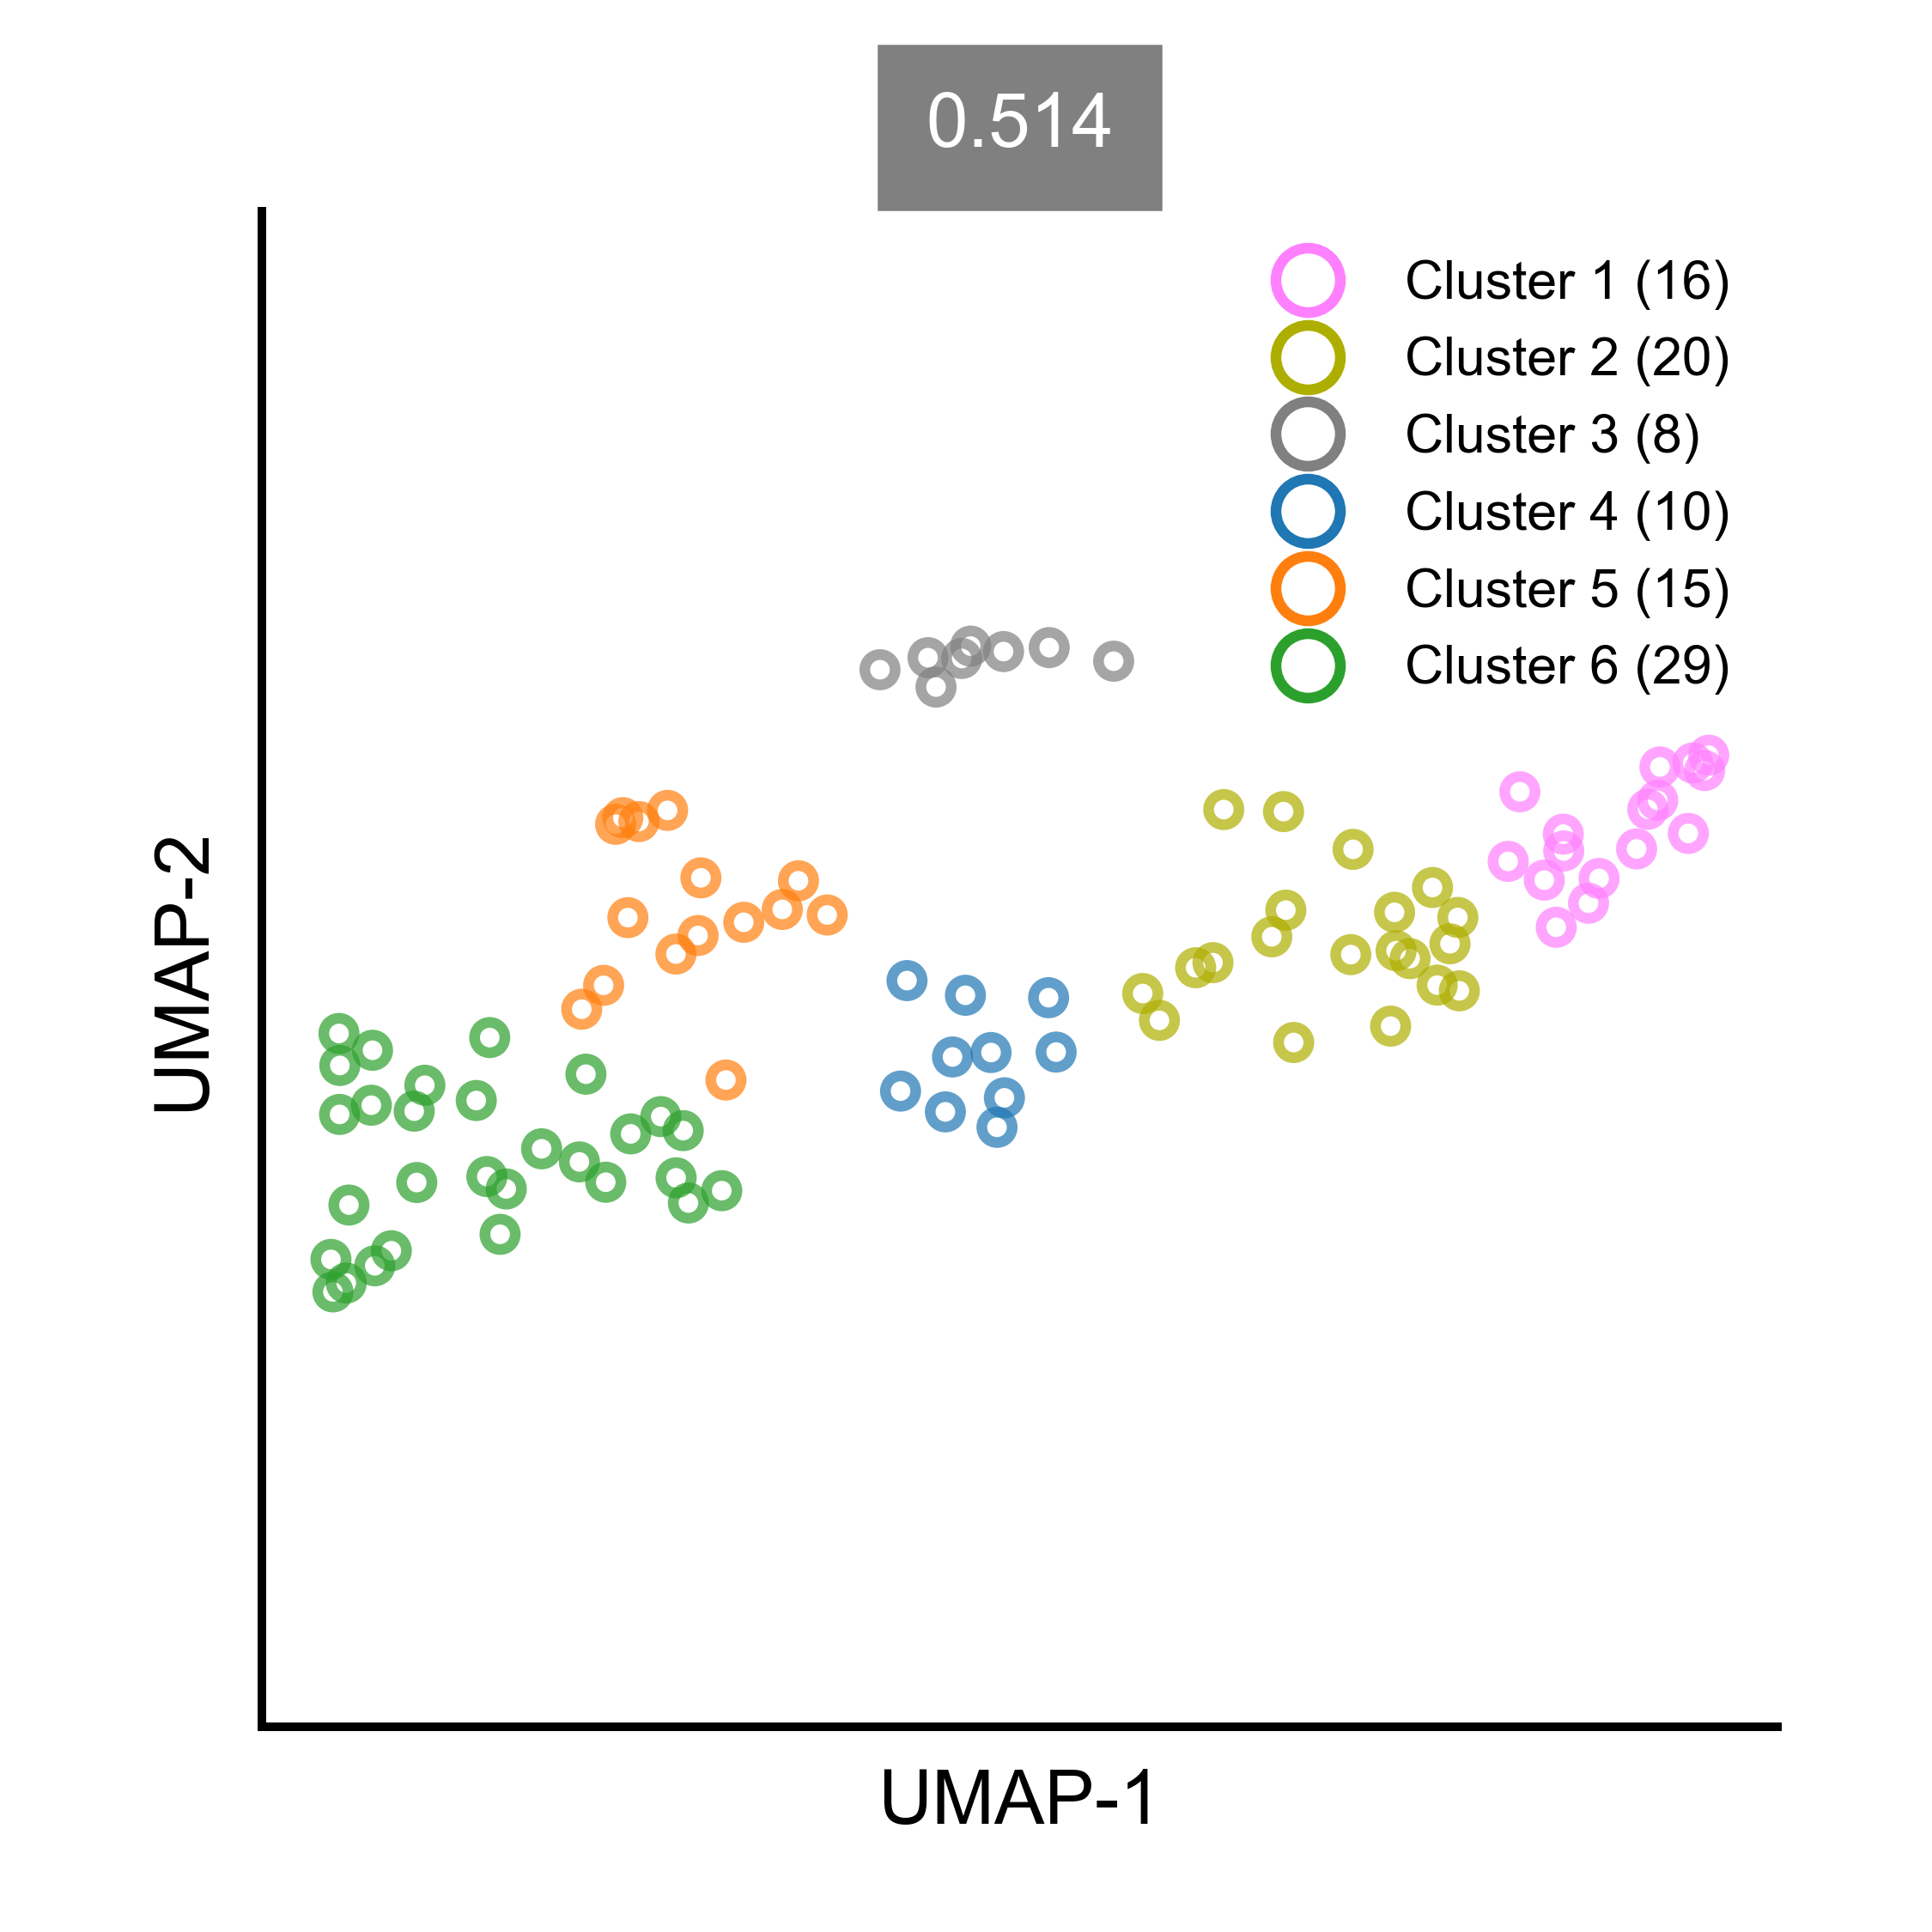 0.514
Cluster 1 (16)
Cluster 2 (20)
Cluster 3 (8)
Cluster 4 (10)
Cluster 5 (15)
Cluster 6 (29)
UMAP-2
UMAP-1